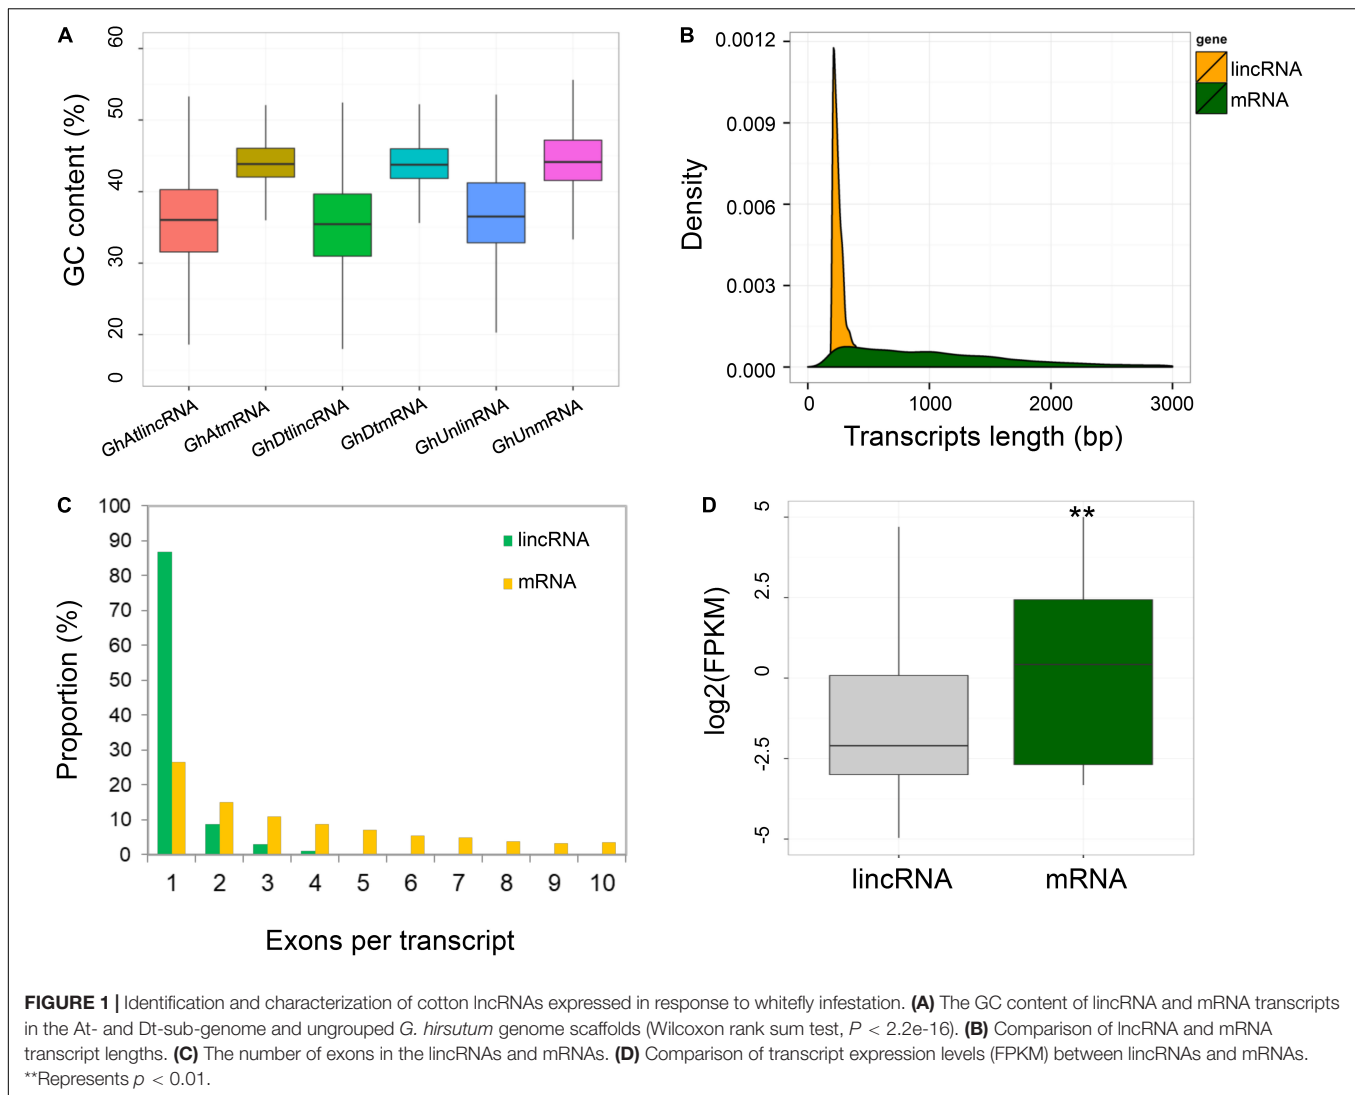 A
60
50
40
30
20
0
GC content (%)
GhAtlincRNA
GhAtmRNA
GhDtlincRNA
GhDtmRNA
GhUnlinRNA
GhUnmRNA
B
0.0012
0.009
0.006
0.003
0.000
Density
0
1000
2000
3000
Transcripts length (bp)
gene
lincRNA
mRNA
C
100
90
80
70
60
50
40
30
20
10
0
Proportion (%)
lincRNA
mRNA
1 2 3 4 5 6 7 8 9 10
Exons per transcript
D
5
2.5
0
-2.5
-5
log2(FPKM)
**
lincRNA
mRNA
FIGURE 1 | Identification and characterization of cotton lncRNAs expressed in response to whitefly infestation. (A) The GC content of lincRNA and mRNA transcripts
in the At- and Dt-sub-genome and ungrouped G. hirsutum genome scaffolds (Wilcoxon rank sum test, P < 2.2e-16). (B) Comparison of lncRNA and mRNA
transcript lengths. (C) The number of exons in the lincRNAs and mRNAs. (D) Comparison of transcript expression levels (FPKM) between lincRNAs and mRNAs.
**Represents p < 0.01.